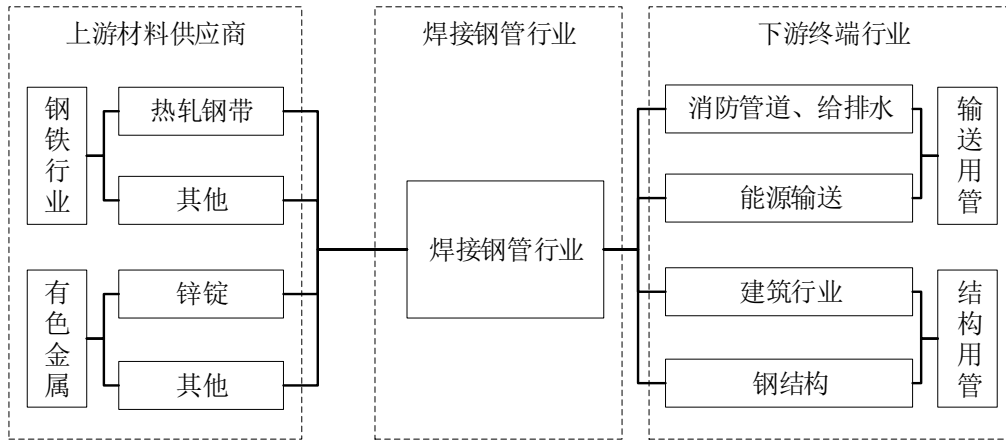 上游材料供应商
焊接钢管行业
下游终端行业
钢铁行业
热轧钢带
其他
有色金属
锌锭
其他
焊接钢管行业
消防管道、给排水
能源输送
输送用管
建筑行业
钢结构
结构用管